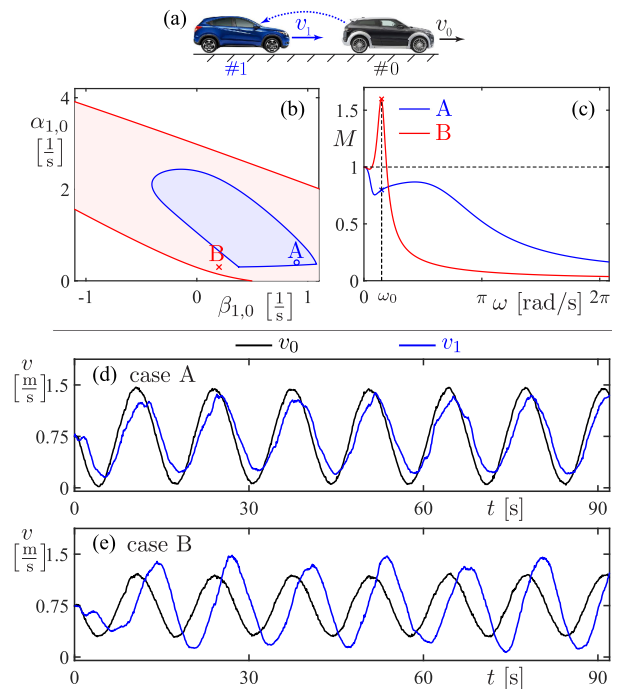 (a) v₁ v₀
#1 #0
(b)
α₁,₀ [1/s]
4
2
0
B A
-1 0 1
β₁,₀ [1/s]
(c)
M
1.5
1
0.5
0
A
B
0 ω₀ π ω [rad/s] 2π
v₀ v₁
(d) case A
v [m/s]
1.5
0.75
0
0 30 60 t [s] 90
(e) case B
v [m/s]
1.5
0.75
0
0 30 60 t [s] 90